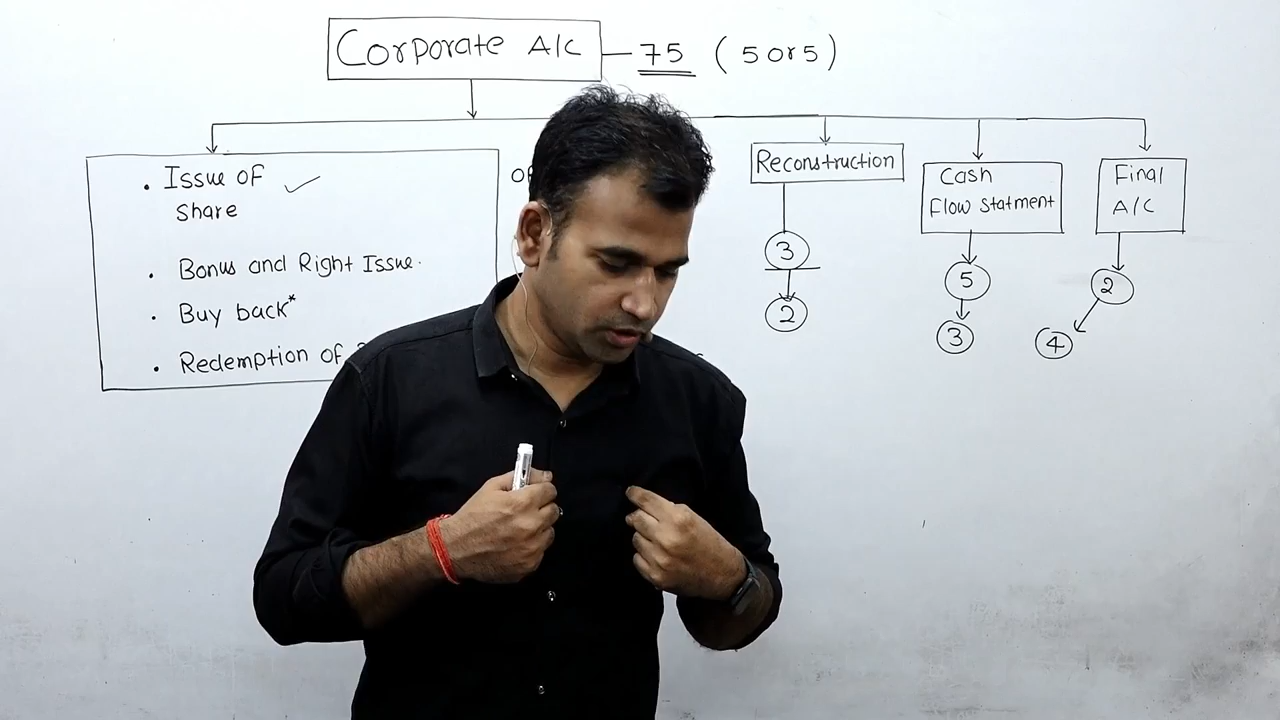 Corporate A/C — 75 (5 or 5)
• Issue of ✓
Share
• Bonus and Right Issue.
• Buy back*
• Redemption of
Reconstruction
3
2
Cash
Flow Statment
5
3
Final
A/C
2
4